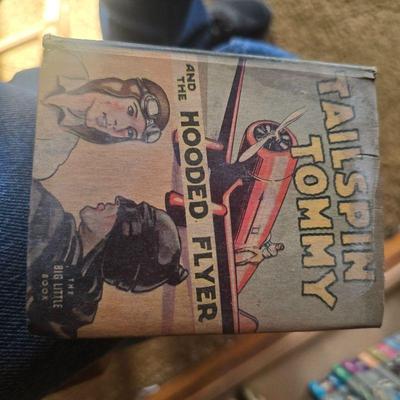 TAILSPIN
TOMMY
AND
THE
HOODED FLYER
THE
BIG LITTLE
BOOK